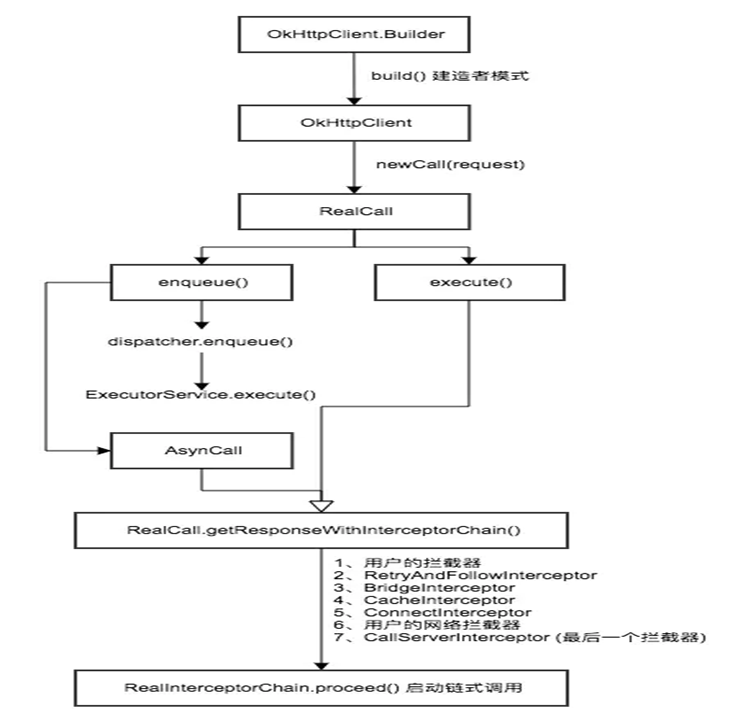 OkHttpClient.Builder
build() 建造者模式
OkHttpClient
newCall(request)
RealCall
enqueue()
execute()
dispatcher.enqueue()
ExecutorService.execute()
AsynCall
RealCall.getResponseWithInterceptorChain()
1、用户的拦截器
2、RetryAndFollowInterceptor
3、BridgeInterceptor
4、CacheInterceptor
5、ConnectInterceptor
6、用户的网络拦截器
7、CallServerInterceptor (最后一个拦截器)
RealInterceptorChain.proceed() 启动链式调用